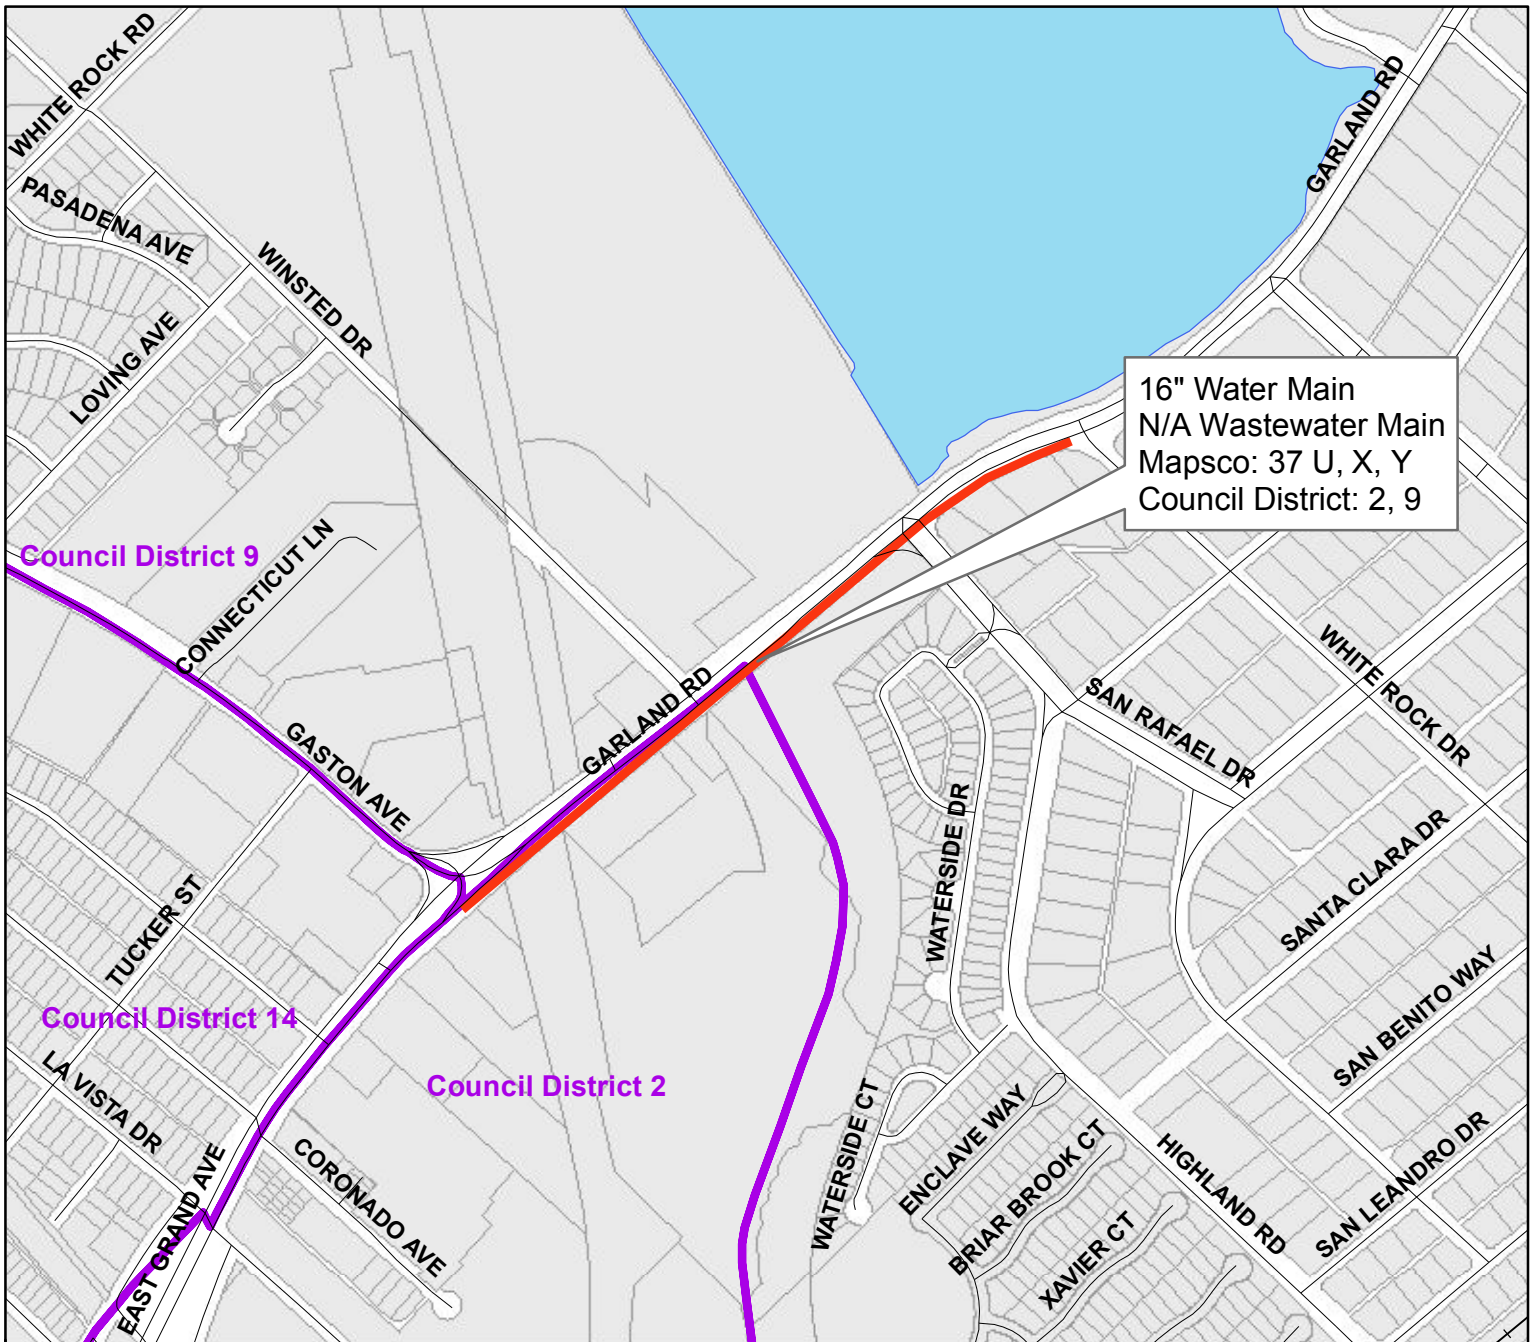 WHITE ROCK RD
GARLAND RD
PASADENA AVE
WINSTED DR
LOVING AVE
16" Water Main
N/A Wastewater Main
Mapsco: 37 U, X, Y
Council District: 2, 9
Council District 9
CONNECTICUT LN
WHITE ROCK DR
GARLAND RD
SAN RAFAEL DR
GASTON AVE
WATERSIDE DR
SANTA CLARA DR
TUCKER ST
SAN BENITO WAY
Council District 14
LA VISTA DR
Council District 2
WATERSIDE CT
ENCLAVE WAY
BRIAR BROOK CT
HIGHLAND RD
SAN LEANDRO DR
CORONADO AVE
EAST GRAND AVE
XAVIER CT